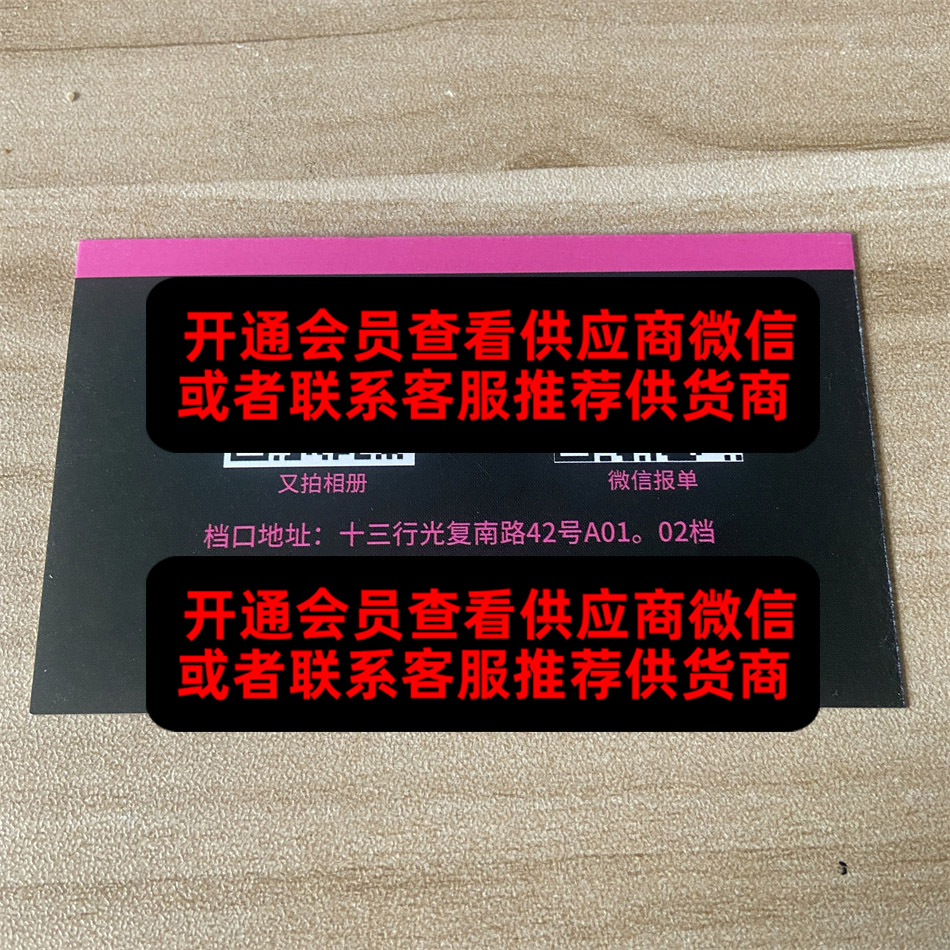 开通会员查看供应商微信
或者联系客服推荐供货商
又拍相册
微信报单
档口地址：十三行光复南路42号A01。02档
开通会员查看供应商微信
或者联系客服推荐供货商